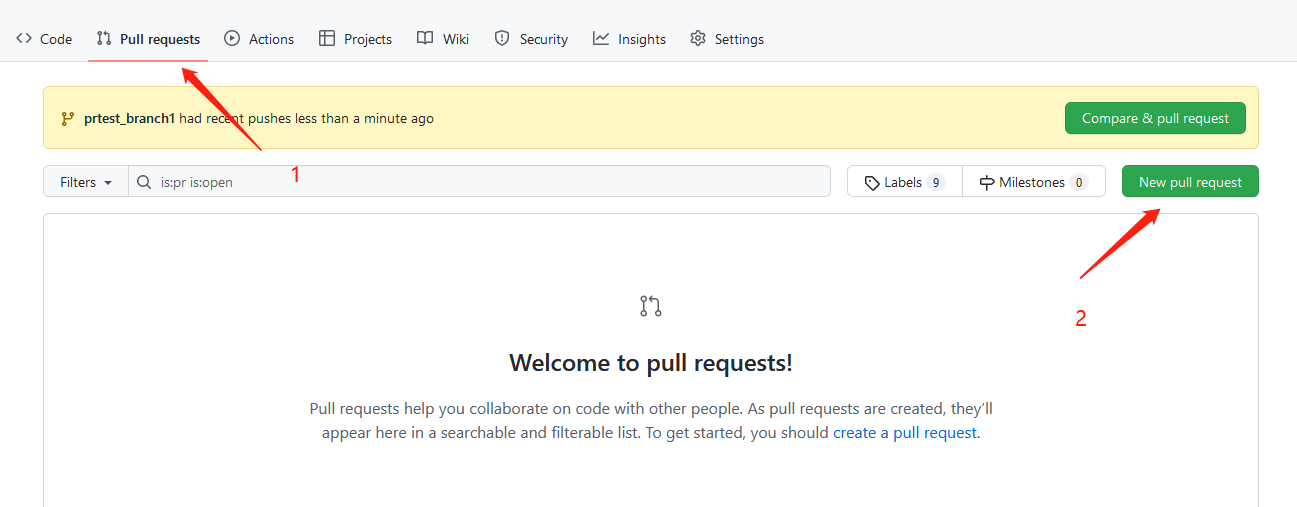 Code Pull requests Actions Projects Wiki Security Insights Settings
prtest_branch1 had recent pushes less than a minute ago Compare & pull request
1
Filters is:pr is:open Labels 9 Milestones 0 New pull request
2
Welcome to pull requests!
Pull requests help you collaborate on code with other people. As pull requests are created, they’ll
appear here in a searchable and filterable list. To get started, you should create a pull request.